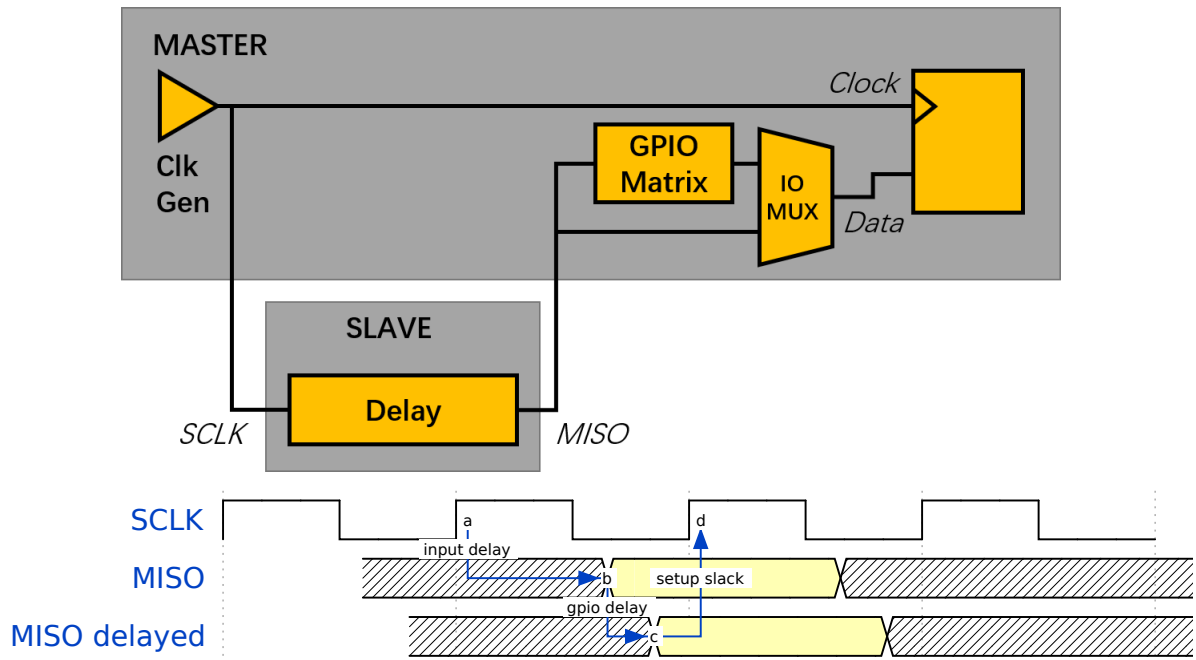 MASTER
Clk
Gen
Clock
GPIO
Matrix
IO
MUX
Data
SLAVE
Delay
SCLK
MISO
SCLK
a
d
input delay
MISO
b
setup slack
gpio delay
MISO delayed
c